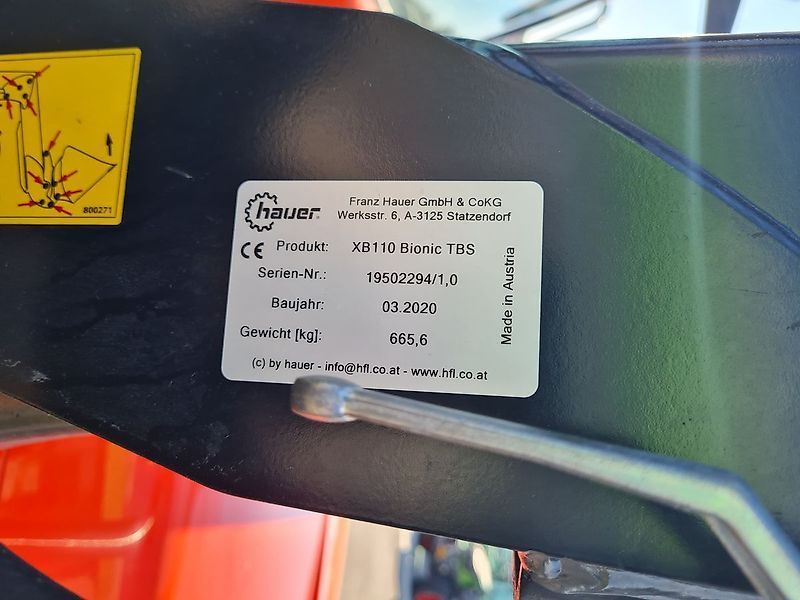 800271
hauer
Franz Hauer GmbH & CoKG
Werksstr. 6, A-3125 Statzendorf
CE
Produkt: XB110 Bionic TBS
Serien-Nr.: 19502294/1,0
Baujahr: 03.2020
Gewicht [kg]: 665,6
(c) by hauer - info@hfl.co.at - www.hfl.co.at
Made in Austria